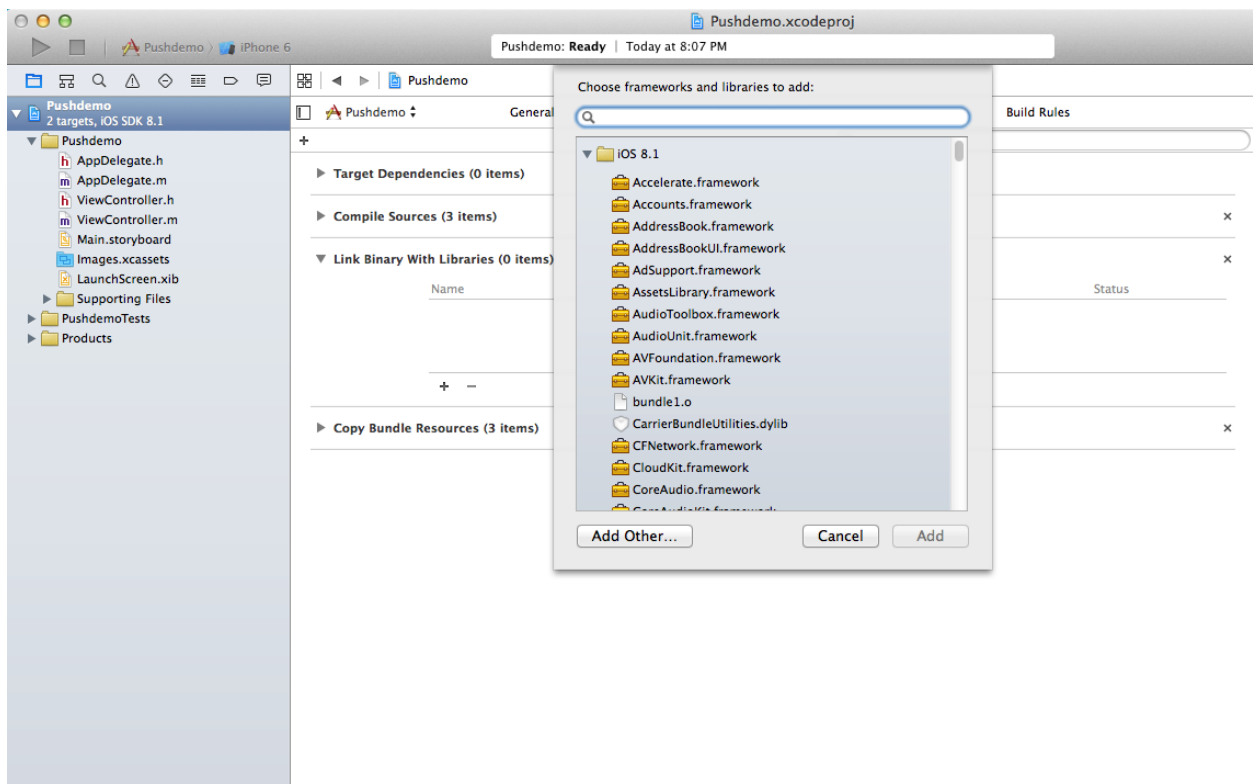 Pushdemo.xcodeproj
Pushdemo
iPhone 6
Pushdemo: Ready | Today at 8:07 PM
Pushdemo
2 targets, iOS SDK 8.1
Pushdemo
AppDelegate.h
AppDelegate.m
ViewController.h
ViewController.m
Main.storyboard
Images.xcassets
LaunchScreen.xib
Supporting Files
PushdemoTests
Products
Pushdemo
Pushdemo
General
Build Rules
Target Dependencies (0 items)
Compile Sources (3 items)
Link Binary With Libraries (0 items)
Name
Status
Copy Bundle Resources (3 items)
Choose frameworks and libraries to add:
iOS 8.1
Accelerate.framework
Accounts.framework
AddressBook.framework
AddressBookUI.framework
AdSupport.framework
AssetsLibrary.framework
AudioToolbox.framework
AudioUnit.framework
AVFoundation.framework
AVKit.framework
bundle1.o
CarrierBundleUtilities.dylib
CFNetwork.framework
CloudKit.framework
CoreAudio.framework
Add Other...
Cancel
Add